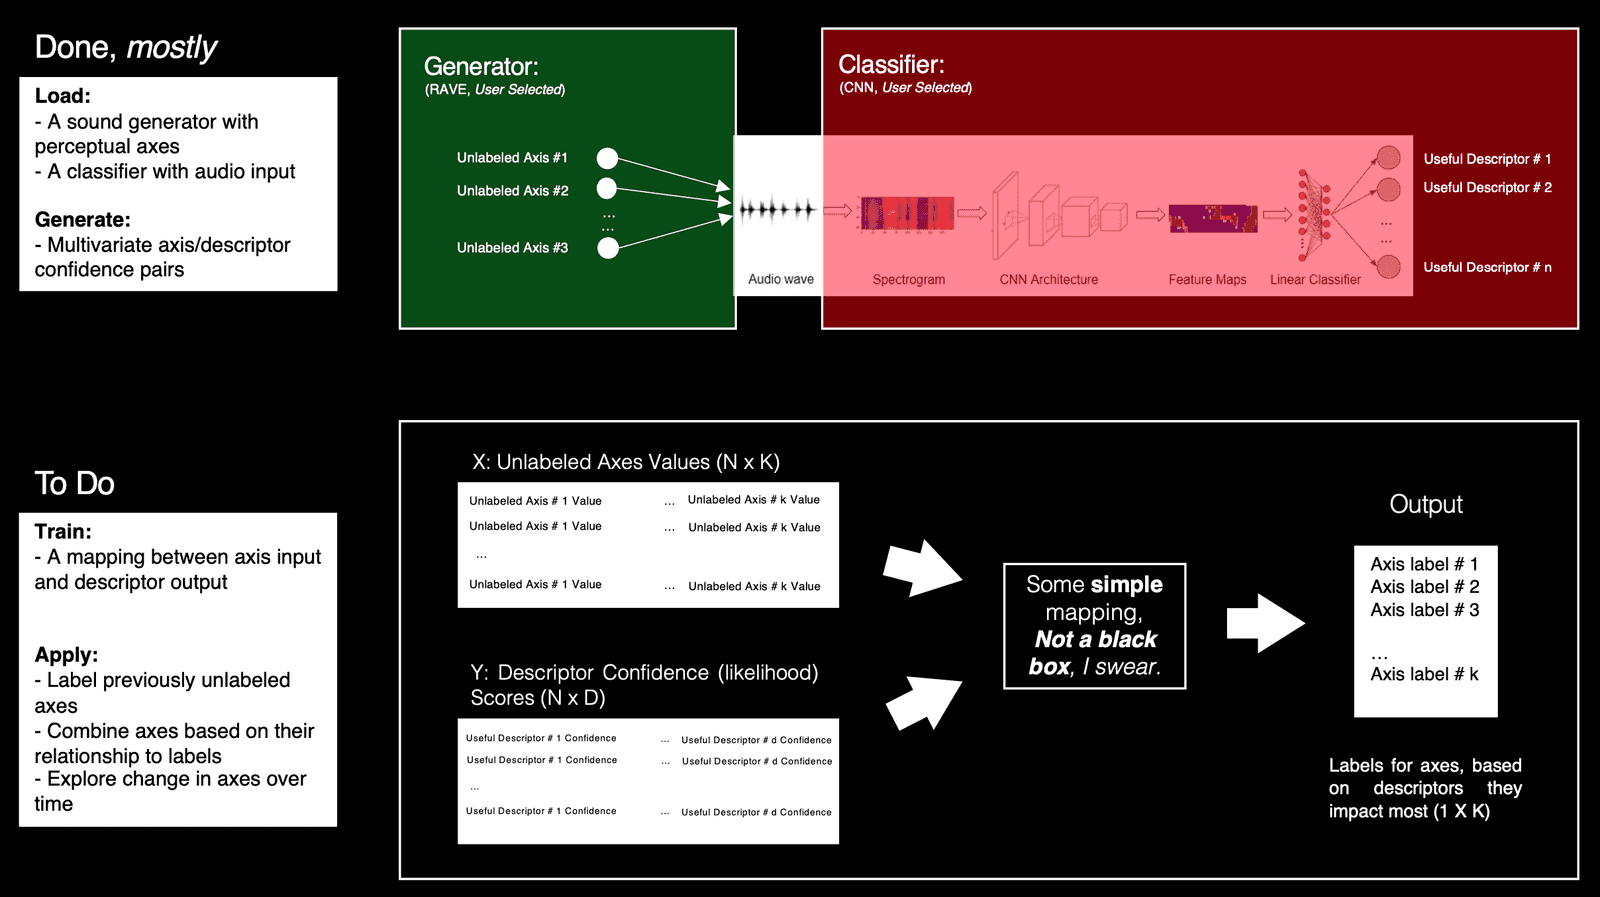 Done, mostly
Load:
- A sound generator with
perceptual axes
- A classifier with audio input
Generate:
- Multivariate axis/descriptor
confidence pairs
Generator:
(RAVE, User Selected)
Unlabeled Axis #1
Unlabeled Axis #2
...
...
Unlabeled Axis #3
Audio wave
Classifier:
(CNN, User Selected)
Spectrogram
CNN Architecture
Feature Maps
Linear Classifier
Useful Descriptor # 1
Useful Descriptor # 2
...
...
Useful Descriptor # n
To Do
Train:
- A mapping between axis input
and descriptor output
Apply:
- Label previously unlabeled
axes
- Combine axes based on their
relationship to labels
- Explore change in axes over
time
X: Unlabeled Axes Values (N x K)
Unlabeled Axis # 1 Value ... Unlabeled Axis # k Value
Unlabeled Axis # 1 Value ... Unlabeled Axis # k Value
...
Unlabeled Axis # 1 Value ... Unlabeled Axis # k Value
Y: Descriptor Confidence (likelihood)
Scores (N x D)
Useful Descriptor # 1 Confidence ... Useful Descriptor # d Confidence
Useful Descriptor # 1 Confidence ... Useful Descriptor # d Confidence
...
Useful Descriptor # 1 Confidence ... Useful Descriptor # d Confidence
Some simple
mapping,
Not a black
box, I swear.
Output
Axis label # 1
Axis label # 2
Axis label # 3
...
Axis label # k
Labels for axes, based
on descriptors they
impact most (1 X K)